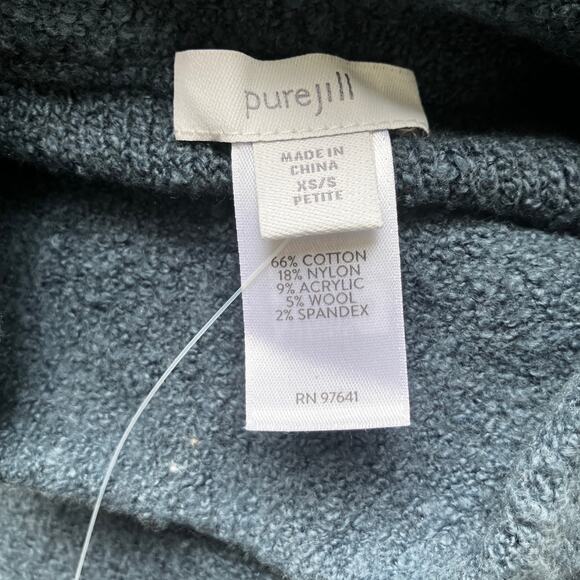 purejill
MADE IN
CHINA
XS/S
PETITE
66% COTTON
18% NYLON
9% ACRYLIC
5% WOOL
2% SPANDEX
RN 97641